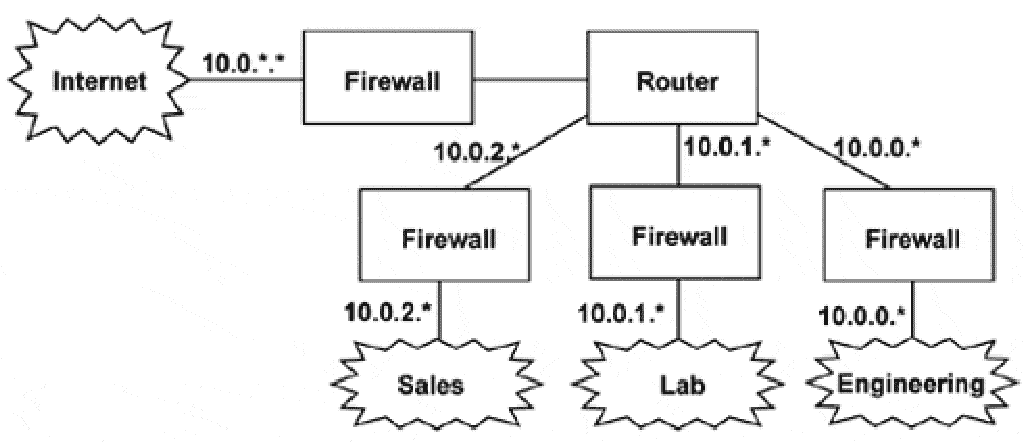 10.0.*.*
Internet
Firewall
Router
10.0.2.*
10.0.1.*
10.0.0.*
Firewall
Firewall
Firewall
10.0.2.*
10.0.1.*
10.0.0.*
Sales
Lab
Engineering